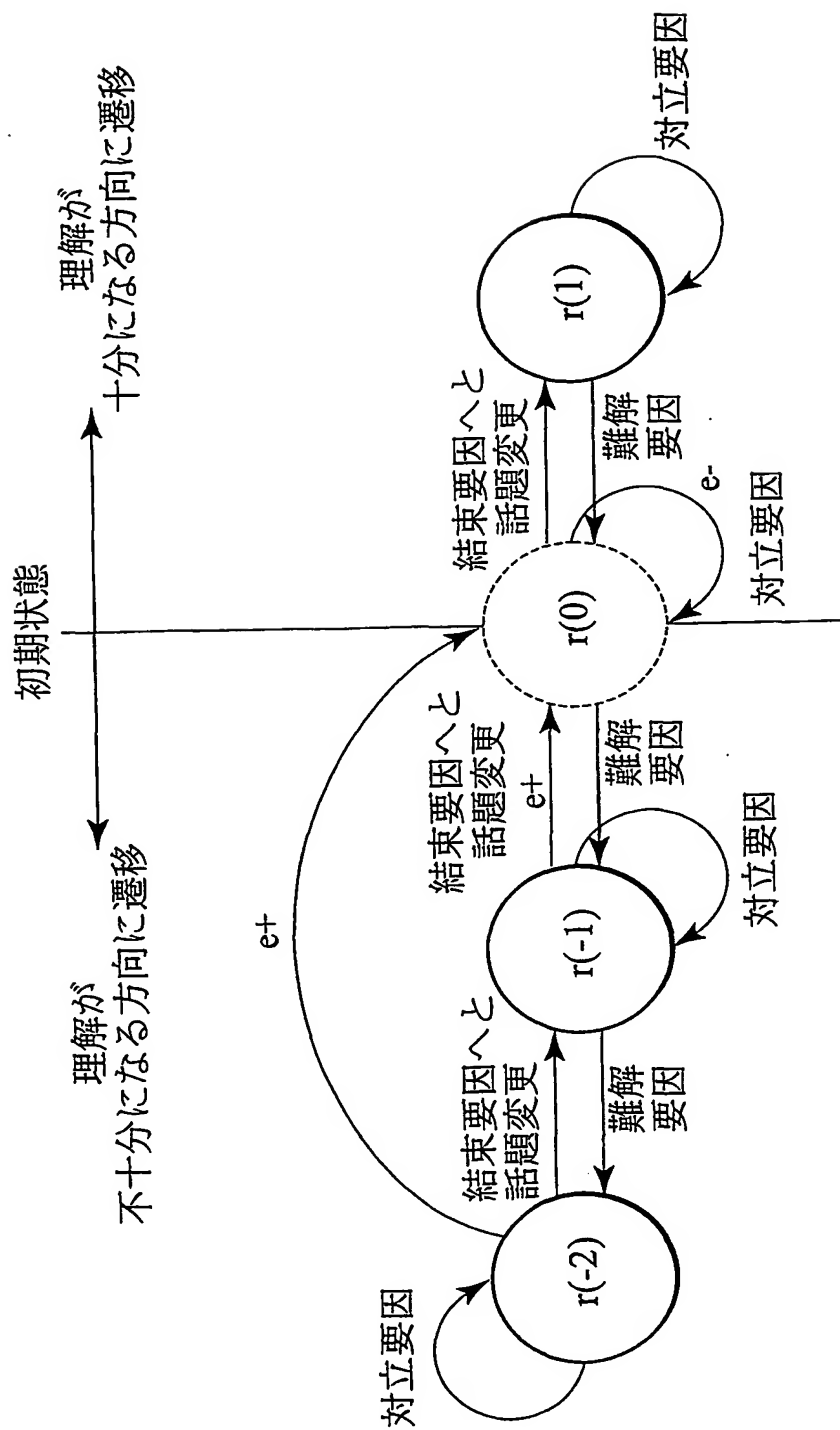 初期状態
理解が
不十分になる方向に遷移
理解が
十分になる方向に遷移
e+
対立要因
r(-2)
結束要因へと
話題変更
難解
要因
r(-1)
対立要因
結束要因へと
話題変更
e+
難解
要因
r(0)
e-
対立要因
結束要因へと
話題変更
難解
要因
r(1)
対立要因